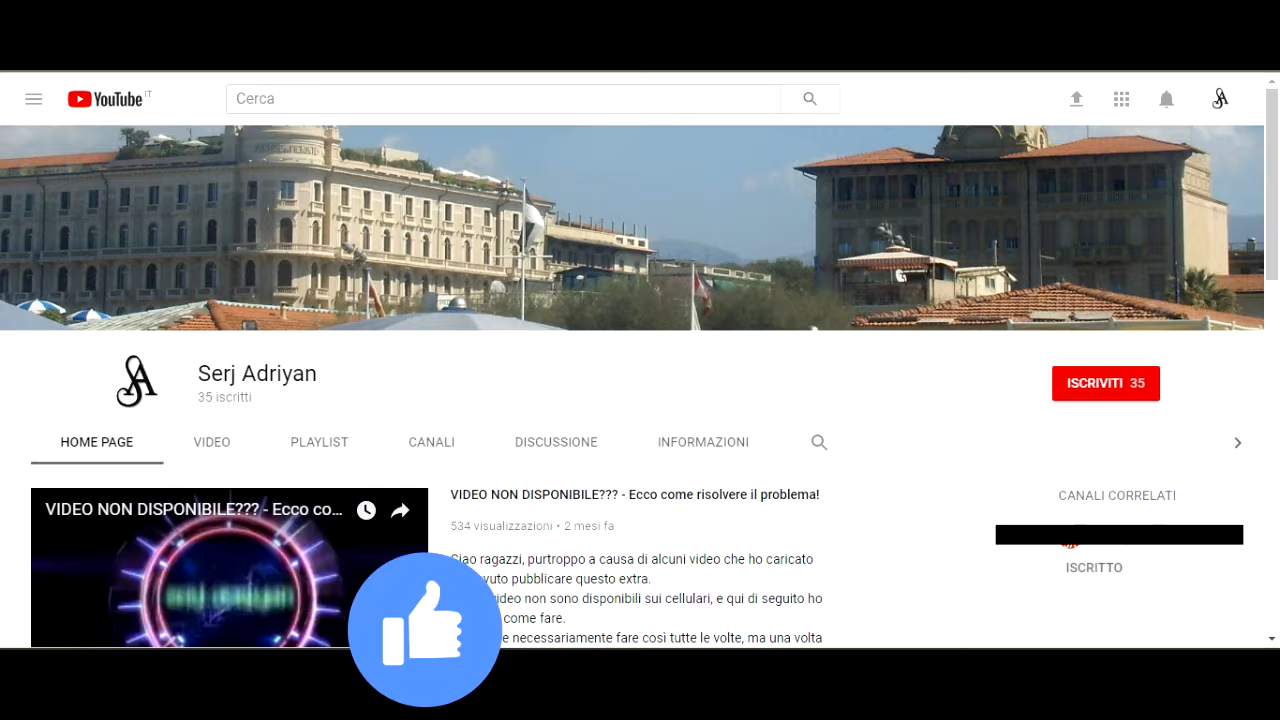 YouTube IT
Cerca
Serj Adriyan
35 iscritti
ISCRIVITI 35
HOME PAGE VIDEO PLAYLIST CANALI DISCUSSIONE INFORMAZIONI
VIDEO NON DISPONIBILE??? - Ecco co...
VIDEO NON DISPONIBILE??? - Ecco come risolvere il problema!
534 visualizzazioni • 2 mesi fa
Ciao ragazzi, purtroppo a causa di alcuni video che ho caricato
vuto pubblicare questo extra.
video non sono disponibili sui cellulari, e qui di seguito ho
come fare.
e necessariamente fare così tutte le volte, ma una volta
CANALI CORRELATI
ISCRITTO